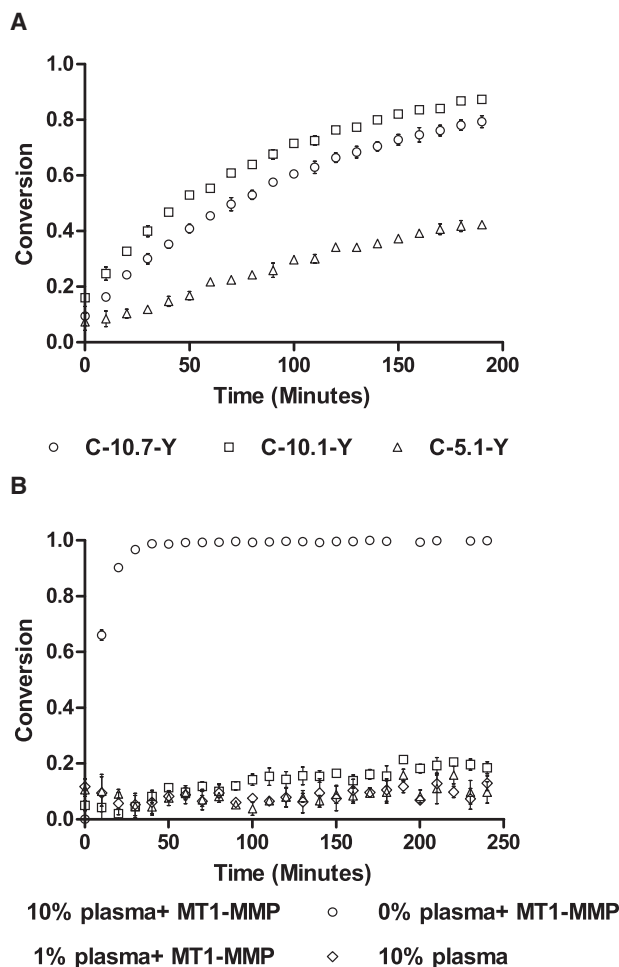 A
1.0
0.8
0.6
0.4
0.2
0.0
Conversion
0 50 100 150 200
Time (Minutes)
C-10.7-Y C-10.1-Y C-5.1-Y
B
1.0
0.8
0.6
0.4
0.2
0.0
Conversion
0 50 100 150 200 250
Time (Minutes)
10% plasma+ MT1-MMP 0% plasma+ MT1-MMP
1% plasma+ MT1-MMP 10% plasma